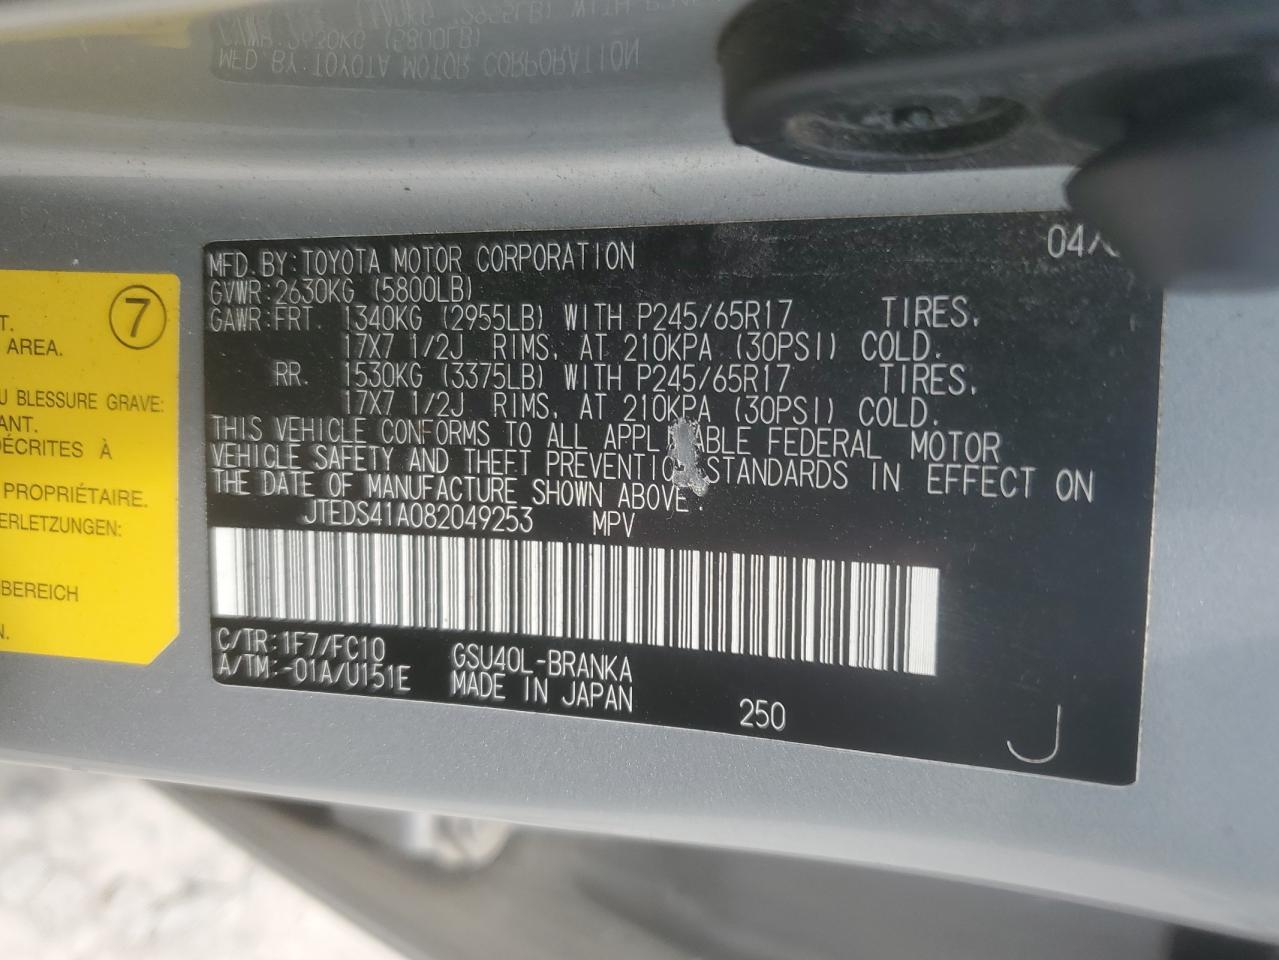 MFD. BY: TOYOTA MOTOR CORPORATION 04/
GVWR: 2630KG (5800LB)
GAWR: FRT. 1340KG (2955LB) WITH P245/65R17 TIRES,
17X7 1/2J RIMS, AT 210KPA (30PSI) COLD.
RR. 1530KG (3375LB) WITH P245/65R17 TIRES,
17X7 1/2J RIMS, AT 210KPA (30PSI) COLD.
THIS VEHICLE CONFORMS TO ALL APPL ABLE FEDERAL MOTOR
VEHICLE SAFETY AND THEFT PREVENTIO STANDARDS IN EFFECT ON
THE DATE OF MANUFACTURE SHOWN ABOVE.
JTEDS41A082049253 MPV
C/TR: 1F7/FC10 GSU40L-BRANKA
A/TM: -01A/U151E MADE IN JAPAN
250
J
7
T.
AREA.
U BLESSURE GRAVE:
ANT.
DÉCRITES À
PROPRIÉTAIRE.
ERLETZUNGEN:
BEREICH
N.
MFD BY: TOYOTA MOTOR CORPORATION